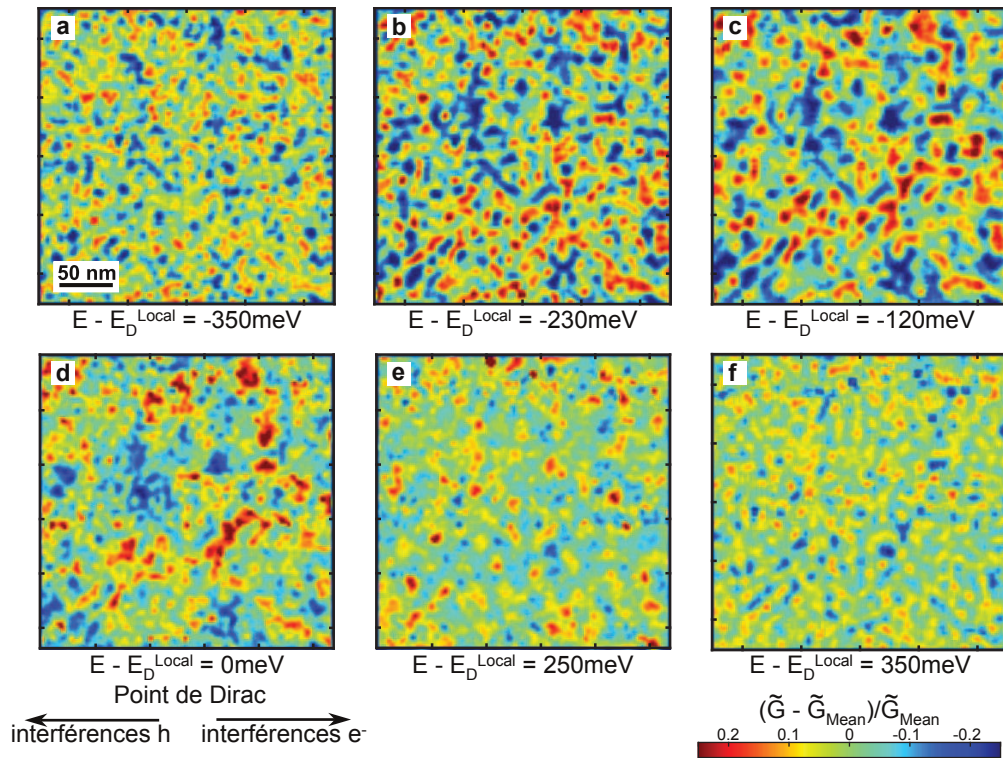 a
b
c
50 nm
E - E_D^Local = -350meV
E - E_D^Local = -230meV
E - E_D^Local = -120meV
d
e
f
E - E_D^Local = 0meV
E - E_D^Local = 250meV
E - E_D^Local = 350meV
Point de Dirac
interférences h
interférences e⁻
(G̃ - G̃_Mean)/G̃_Mean
0.2 0.1 0 -0.1 -0.2